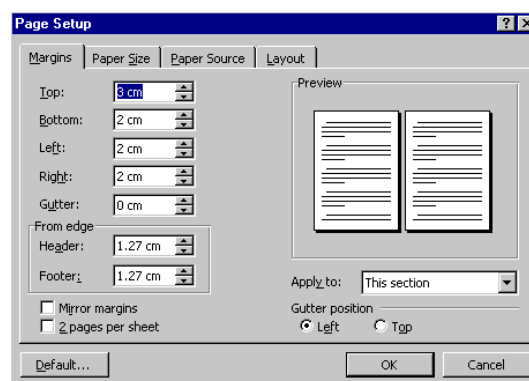 Page Setup
Margins Paper Size Paper Source Layout
Top: 3 cm
Bottom: 2 cm
Left: 2 cm
Right: 2 cm
Gutter: 0 cm
From edge
Header: 1.27 cm
Footer: 1.27 cm
Mirror margins
2 pages per sheet
Preview
Apply to: This section
Gutter position
Left Top
Default... OK Cancel